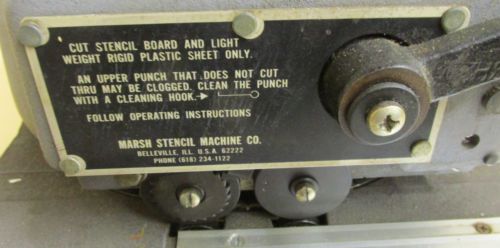 CUT STENCIL BOARD AND LIGHT
WEIGHT RIGID PLASTIC SHEET ONLY.
AN UPPER PUNCH THAT DOES NOT CUT
THRU MAY BE CLOGGED. CLEAN THE PUNCH
WITH A CLEANING HOOK.→
FOLLOW OPERATING INSTRUCTIONS
MARSH STENCIL MACHINE CO.
BELLEVILLE, ILL. U.S.A 62222
PHONE (618) 234-1122